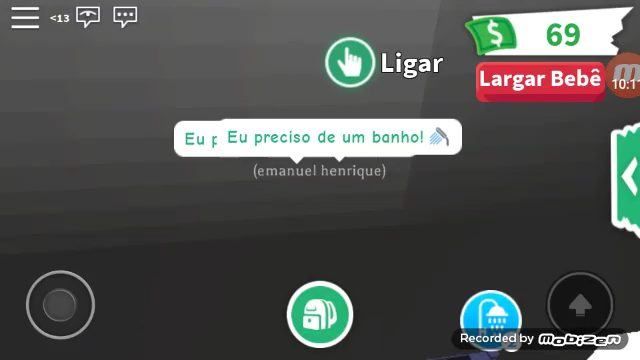 <13
69
Ligar
Largar Bebê
10:1
Eu p
Eu preciso de um banho!
(emanuel henrique)
Recorded by MOBIZEN